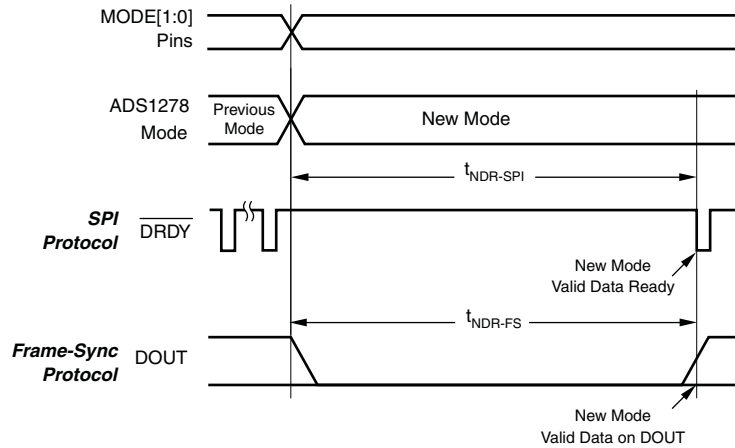 MODE[1:0]
Pins
ADS1278
Mode
Previous
Mode
New Mode
tNDR-SPI
SPI
Protocol
DRDY
New Mode
Valid Data Ready
tNDR-FS
Frame-Sync
Protocol
DOUT
New Mode
Valid Data on DOUT